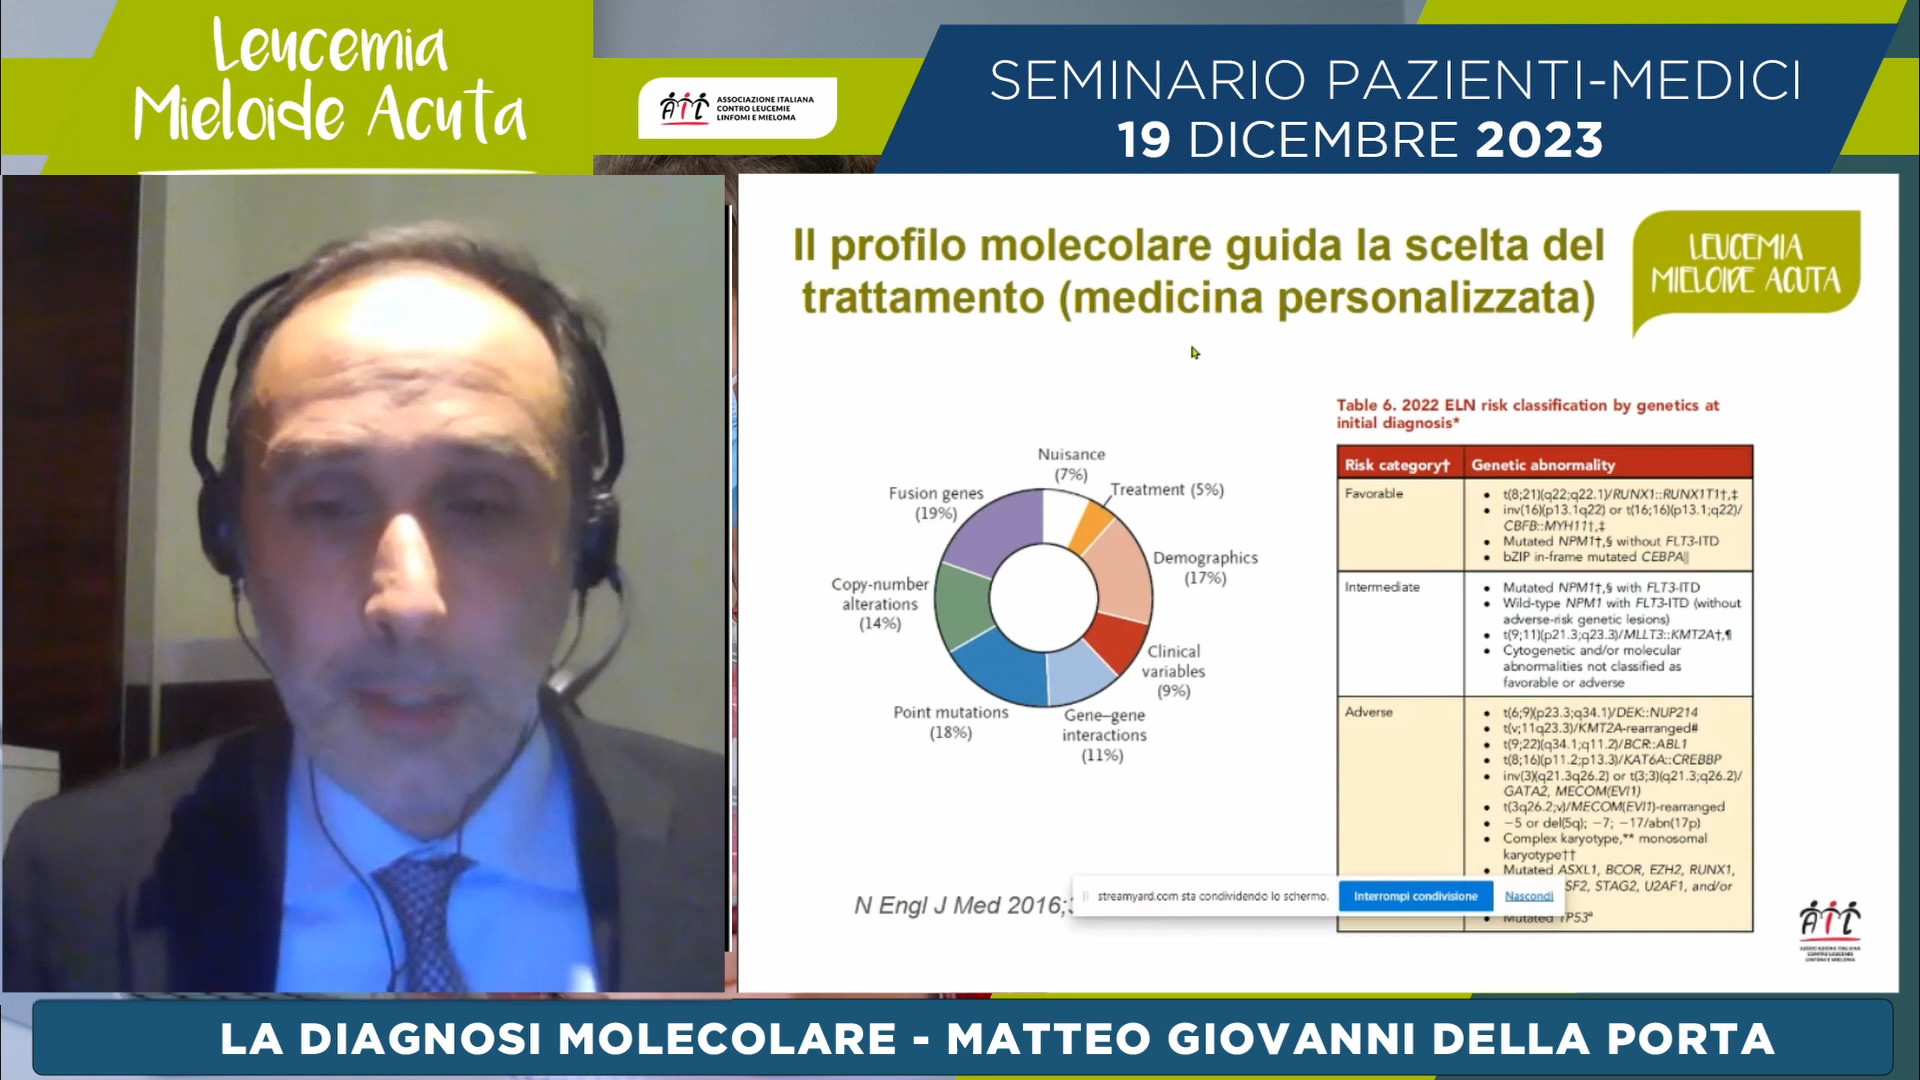 Leucemia
Mieloide Acuta
AIL
ASSOCIAZIONE ITALIANA
CONTRO LEUCEMIE
LINFOMI E MIELOMA
SEMINARIO PAZIENTI-MEDICI
19 DICEMBRE 2023
Il profilo molecolare guida la scelta del
trattamento (medicina personalizzata)
LEUCEMIA
MIELOIDE ACUTA
Nuisance
(7%)
Treatment (5%)
Fusion genes
(19%)
Demographics
(17%)
Copy-number
alterations
(14%)
Clinical
variables
(9%)
Point mutations
(18%)
Gene–gene
interactions
(11%)
N Engl J Med 2016;
Table 6. 2022 ELN risk classification by genetics at
initial diagnosis*
Risk category† Genetic abnormality
Favorable
• t(8;21)(q22;q22.1)/RUNX1::RUNX1T1†,‡
• inv(16)(p13.1q22) or t(16;16)(p13.1;q22)/
CBFB::MYH11†,‡
• Mutated NPM1†,§ without FLT3-ITD
• bZIP in-frame mutated CEBPA||
Intermediate
• Mutated NPM1†,§ with FLT3-ITD
• Wild-type NPM1 with FLT3-ITD (without
adverse-risk genetic lesions)
• t(9;11)(p21.3;q23.3)/MLLT3::KMT2A†,¶
• Cytogenetic and/or molecular
abnormalities not classified as
favorable or adverse
Adverse
• t(6;9)(p23.3;q34.1)/DEK::NUP214
• t(v;11q23.3)/KMT2A-rearranged#
• t(9;22)(q34.1;q11.2)/BCR::ABL1
• t(8;16)(p11.2;p13.3)/KAT6A::CREBBP
• inv(3)(q21.3q26.2) or t(3;3)(q21.3;q26.2)/
GATA2, MECOM(EVI1)
• t(3q26.2;v)/MECOM(EVI1)-rearranged
• −5 or del(5q); −7; −17/abn(17p)
• Complex karyotype,** monosomal
karyotype††
• Mutated ASXL1, BCOR, EZH2, RUNX1,
SF2, STAG2, U2AF1, and/or
Mutated TP53ª
streamyard.com sta condividendo lo schermo. Interrompi condivisione Nascondi
AIL
ASSOCIAZIONE ITALIANA
CONTRO LEUCEMIE
LINFOMI E MIELOMA
LA DIAGNOSI MOLECOLARE - MATTEO GIOVANNI DELLA PORTA